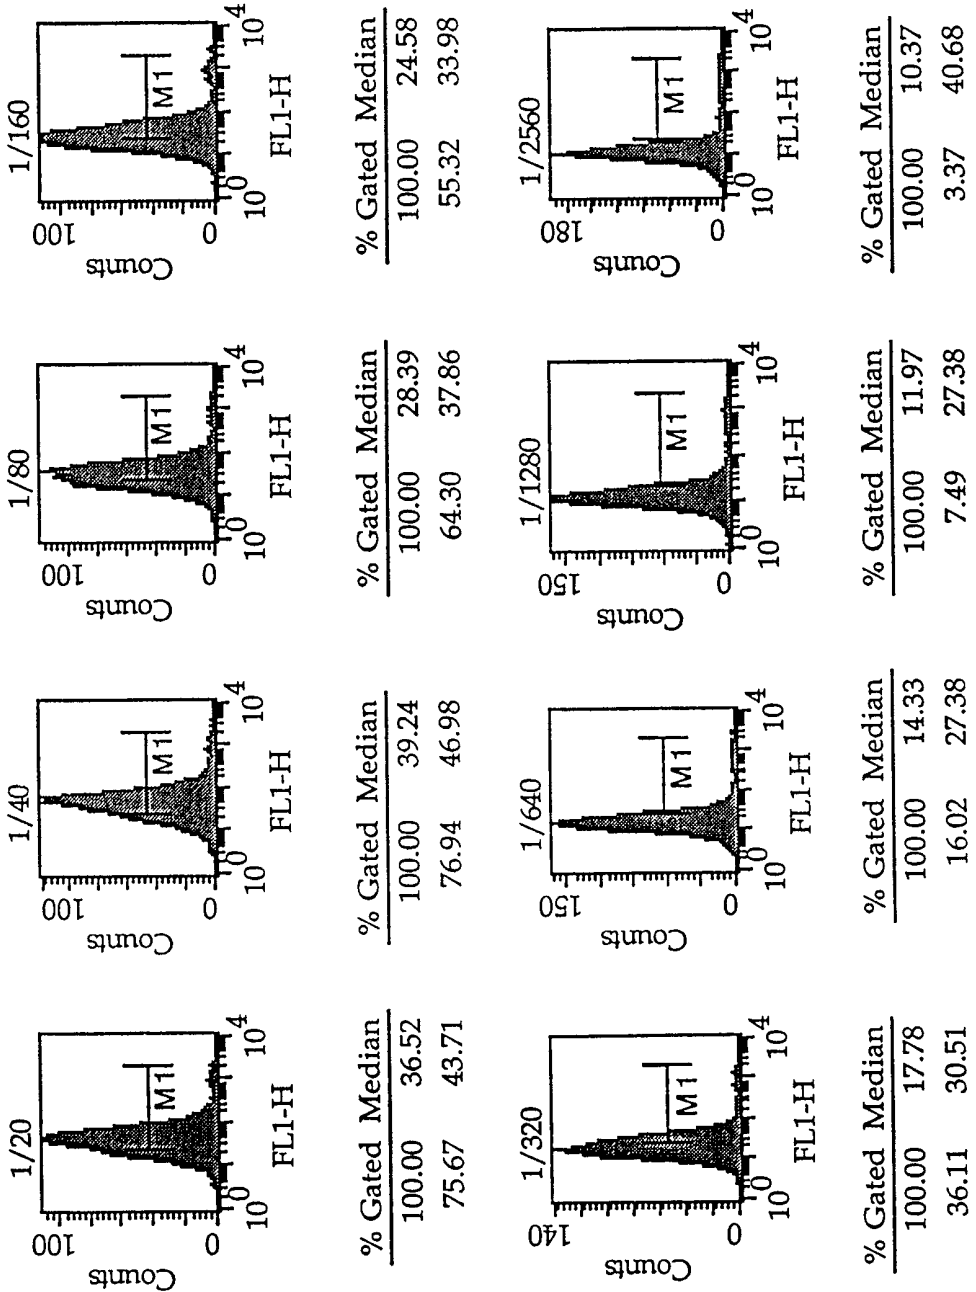 1/20
100
0
Counts
10 0
10 4
M1
FL1-H
% Gated Median
100.00 36.52
75.67 43.71
1/40
100
0
Counts
10 0
10 4
M1
FL1-H
% Gated Median
100.00 39.24
76.94 46.98
1/80
100
0
Counts
10 0
10 4
M1
FL1-H
% Gated Median
100.00 28.39
64.30 37.86
1/160
100
0
Counts
10 0
10 4
M1
FL1-H
% Gated Median
100.00 24.58
55.32 33.98
1/320
140
0
Counts
10 0
10 4
M1
FL1-H
% Gated Median
100.00 17.78
36.11 30.51
1/640
150
0
Counts
10 0
10 4
M1
FL1-H
% Gated Median
100.00 14.33
16.02 27.38
1/1280
150
0
Counts
10 0
10 4
M1
FL1-H
% Gated Median
100.00 11.97
7.49 27.38
1/2560
180
0
Counts
10 0
10 4
M1
FL1-H
% Gated Median
100.00 10.37
3.37 40.68